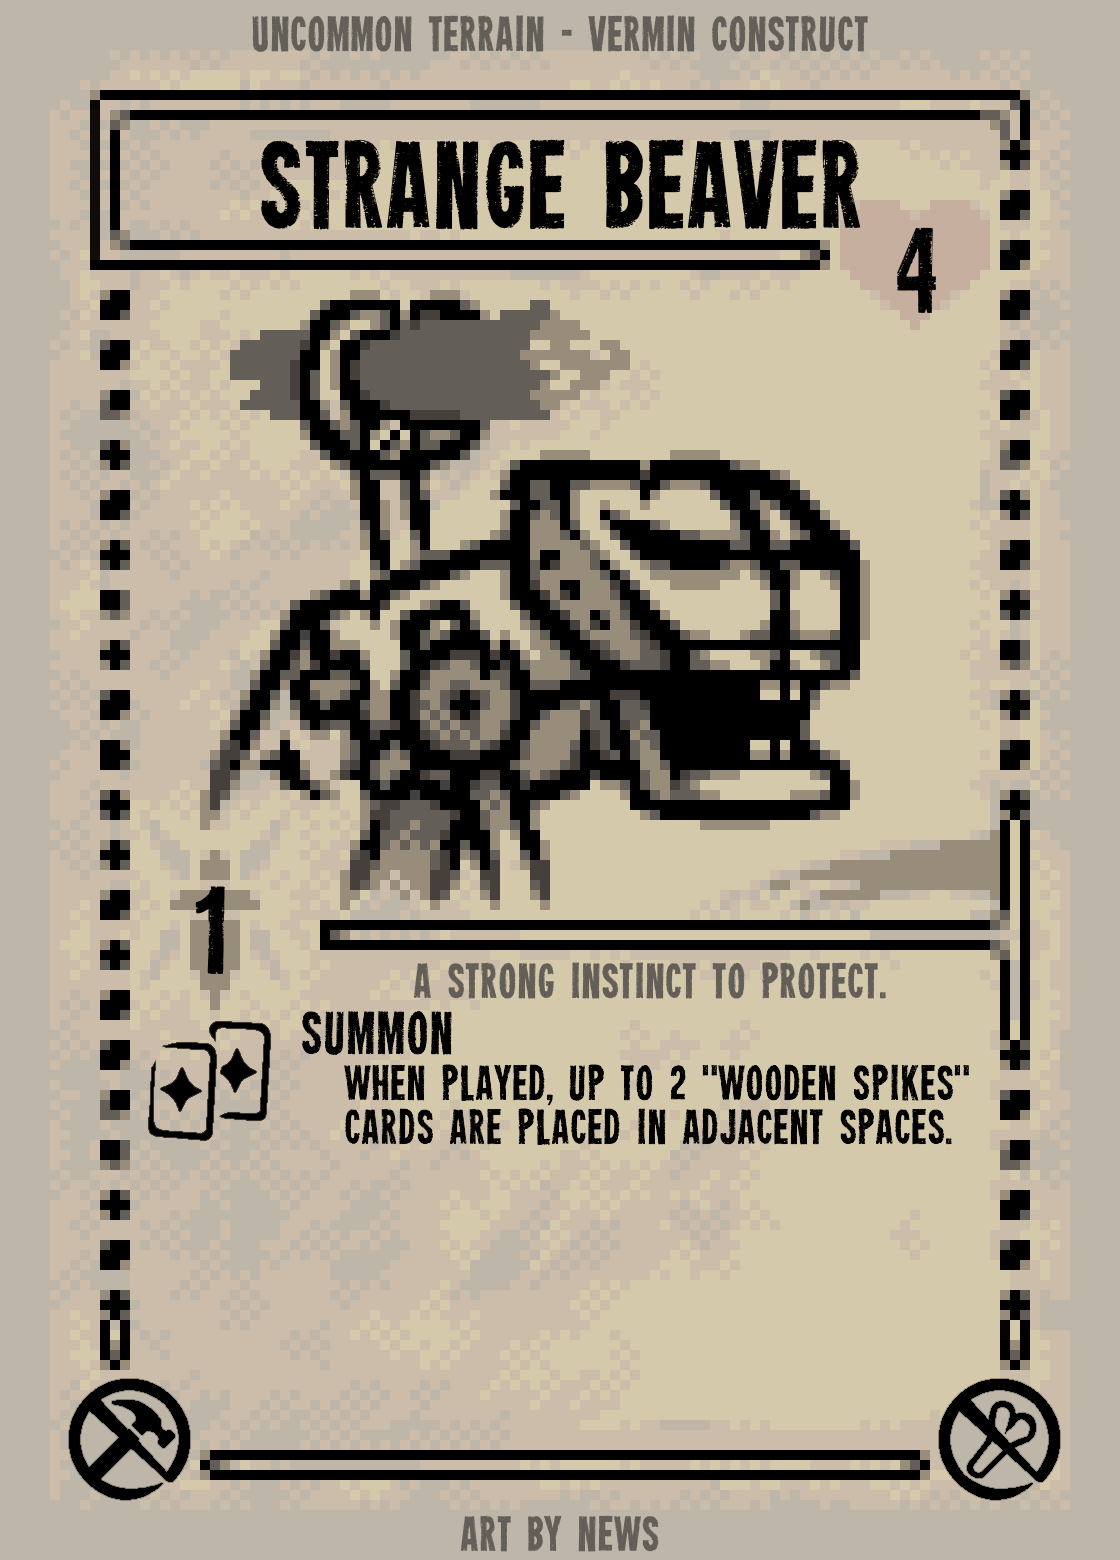 UNCOMMON TERRAIN - VERMIN CONSTRUCT
STRANGE BEAVER
4
1
A STRONG INSTINCT TO PROTECT.
SUMMON
WHEN PLAYED, UP TO 2 "WOODEN SPIKES"
CARDS ARE PLACED IN ADJACENT SPACES.
ART BY NEWS